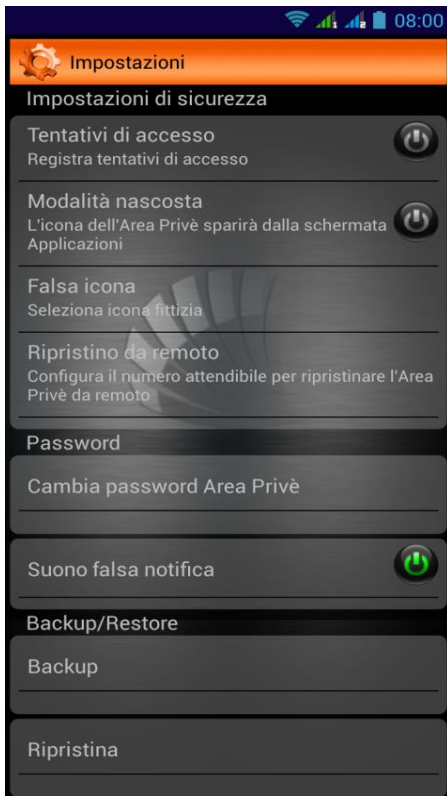 08:00
Impostazioni
Impostazioni di sicurezza
Tentativi di accesso
Registra tentativi di accesso
Modalità nascosta
L'icona dell'Area Privè sparirà dalla schermata
Applicazioni
Falsa icona
Seleziona icona fittizia
Ripristino da remoto
Configura il numero attendibile per ripristinare l'Area
Privè da remoto
Password
Cambia password Area Privè
Suono falsa notifica
Backup/Restore
Backup
Ripristina